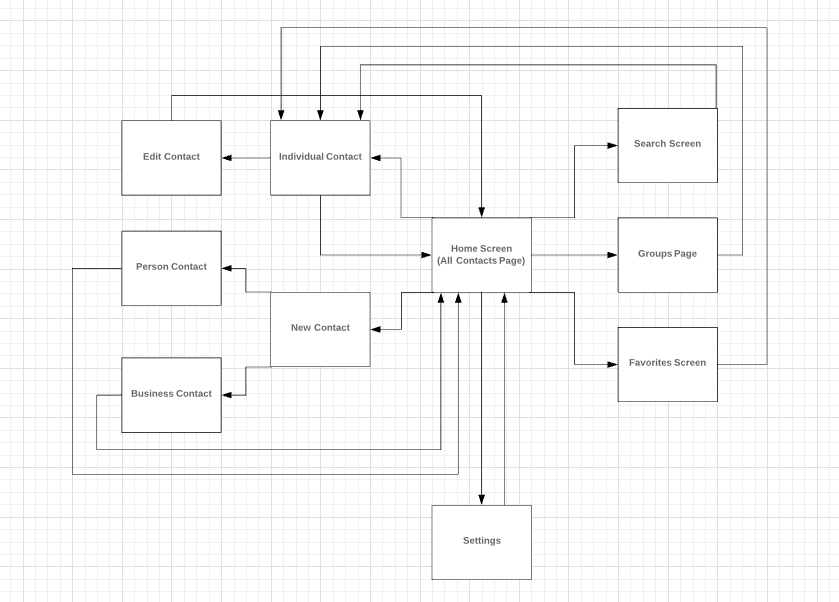 Search Screen
Edit Contact
Individual Contact
Home Screen
(All Contacts Page)
Groups Page
Person Contact
New Contact
Favorites Screen
Business Contact
Settings